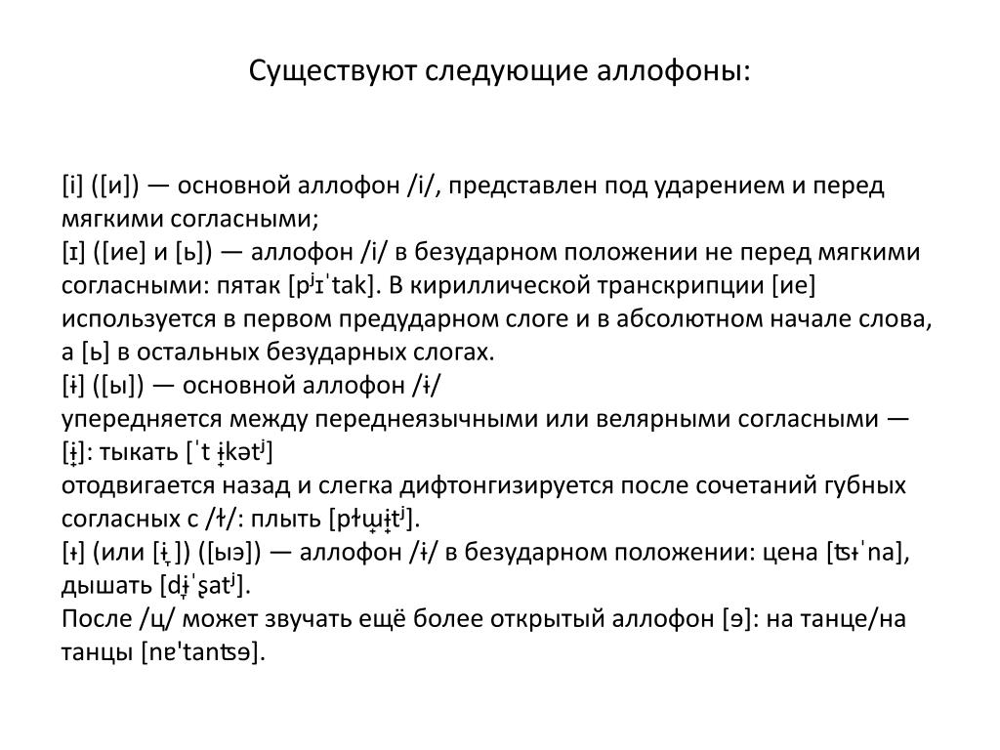 Существуют следующие аллофоны:
[i] ([и]) — основной аллофон /i/, представлен под ударением и перед
мягкими согласными;
[ɪ] ([ие] и [ь]) — аллофон /i/ в безударном положении не перед мягкими
согласными: пятак [pʲɪˈtak]. В кириллической транскрипции [ие]
используется в первом предударном слоге и в абсолютном начале слова,
а [ь] в остальных безударных слогах.
[ɨ] ([ы]) — основной аллофон /ɨ/
упередняется между переднеязычными или велярными согласными —
[ɨ̟]: тыкать [ˈt ɨ̟kətʲ]
отодвигается назад и слегка дифтонгизируется после сочетаний губных
согласных с /ɫ/: плыть [pɫɯ̟ɨ̟tʲ].
[ᵻ] (или [ɨ̞ ]) ([ыэ]) — аллофон /ɨ/ в безударном положении: цена [ʦᵻˈna],
дышать [dɨ̞ˈʂatʲ].
После /ц/ может звучать ещё более открытый аллофон [ɘ]: на танце/на
танцы [nɐ'tanʦɘ].